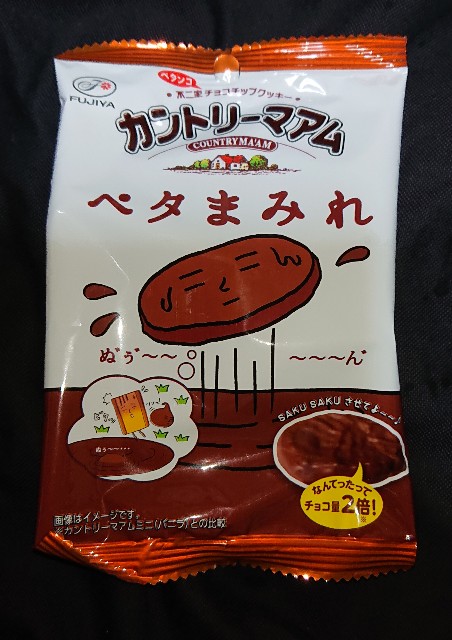 FUJIYA
ペタンコ!
不二家チョコチップクッキー
カントリーマアム
COUNTRY MA'AM
ペタまみれ
ぬ゛ぅ〜〜
〜〜〜ん゛
ぬぅ〜〜...
SAKU SAKU させてよーー!
なんてったって
チョコ量2倍!※
画像はイメージです。
※カントリーマアムミニ(バニラ)との比較